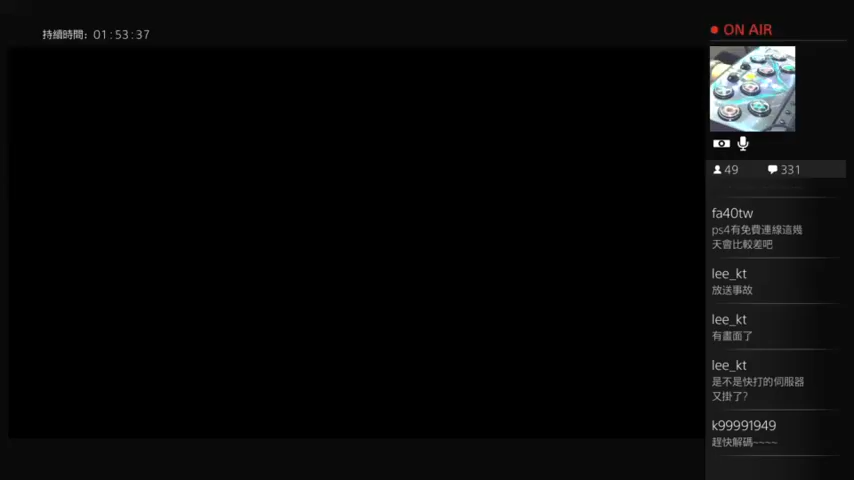 持續時間: 01:53:37
ON AIR
49 331
fa40tw
ps4有免費連線這幾
天會比較差吧
lee_kt
放送事故
lee_kt
有畫面了
lee_kt
是不是快打的伺服器
又掛了?
k99991949
趕快解碼~~~~